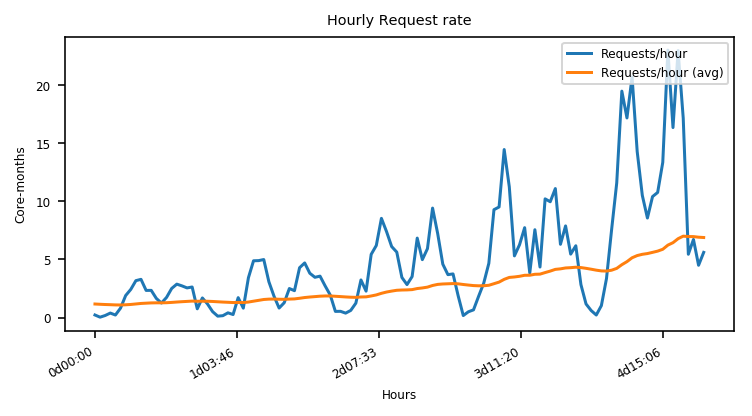 Hourly Request rate
Requests/hour
Requests/hour (avg)
Core-months
20
15
10
5
0
0d00:00
1d03:46
2d07:33
3d11:20
4d15:06
Hours